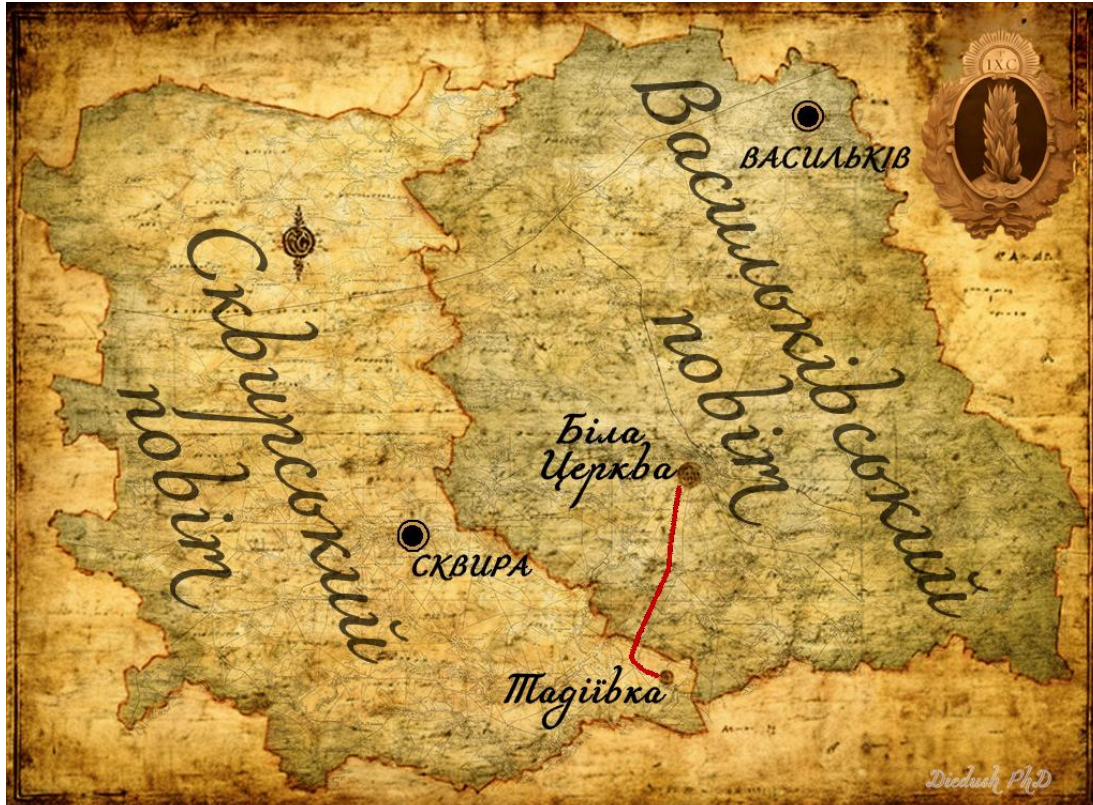 IXC
Васильківський
повіт
ВАСИЛЬКІВ
Сквирський
повіт
Біла
Церква
СКВИРА
Тадіївка
Diedush PhD